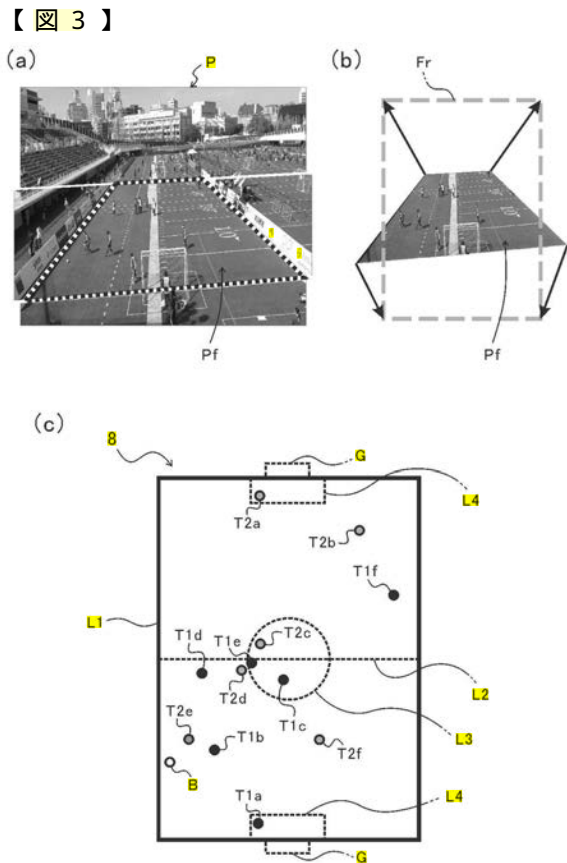 【図3】
(a)
P
Pf
(b)
Fr
Pf
(c)
8
G
L4
T2a
T2b
T1f
L1
T1d
T1e
T2c
L2
T2d
T1c
L3
T2e
T1b
T2f
B
T1a
L4
G